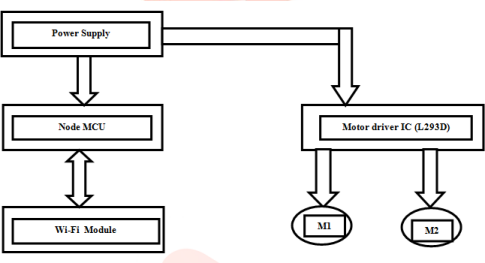 Power Supply
Node MCU
Motor driver IC (L293D)
Wi-Fi Module
M1
M2